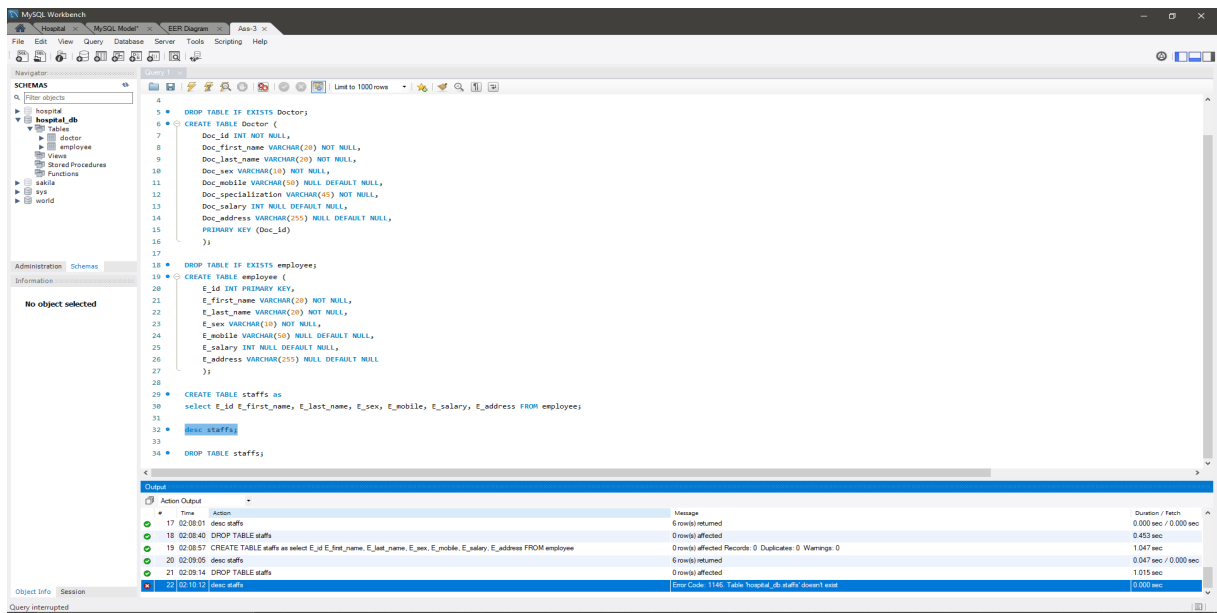 MySQL Workbench
Hospital × MySQL Model* × EER Diagram × Ass-3 ×
File Edit View Query Database Server Tools Scripting Help
Navigator
Query 1 ×
SCHEMAS
Limit to 1000 rows
Filter objects
hospital
hospital_db
Tables
doctor
employee
Views
Stored Procedures
Functions
sakila
sys
world
Administration Schemas
Information
No object selected
Object Info Session
4
5 DROP TABLE IF EXISTS Doctor;
6 CREATE TABLE Doctor (
7 Doc_id INT NOT NULL,
8 Doc_first_name VARCHAR(20) NOT NULL,
9 Doc_last_name VARCHAR(20) NOT NULL,
10 Doc_sex VARCHAR(10) NOT NULL,
11 Doc_mobile VARCHAR(50) NULL DEFAULT NULL,
12 Doc_specialization VARCHAR(45) NOT NULL,
13 Doc_salary INT NULL DEFAULT NULL,
14 Doc_address VARCHAR(255) NULL DEFAULT NULL,
15 PRIMARY KEY (Doc_id)
16 );
17
18 DROP TABLE IF EXISTS employee;
19 CREATE TABLE employee (
20 E_id INT PRIMARY KEY,
21 E_first_name VARCHAR(20) NOT NULL,
22 E_last_name VARCHAR(20) NOT NULL,
23 E_sex VARCHAR(10) NOT NULL,
24 E_mobile VARCHAR(50) NULL DEFAULT NULL,
25 E_salary INT NULL DEFAULT NULL,
26 E_address VARCHAR(255) NULL DEFAULT NULL
27 );
28
29 CREATE TABLE staffs as
30 select E_id E_first_name, E_last_name, E_sex, E_mobile, E_salary, E_address FROM employee;
31
32 desc staffs;
33
34 DROP TABLE staffs;
Output
Action Output
# Time Action Message Duration / Fetch
17 02:08:01 desc staffs 6 row(s) returned 0.000 sec / 0.000 sec
18 02:08:40 DROP TABLE staffs 0 row(s) affected 0.453 sec
19 02:08:57 CREATE TABLE staffs as select E_id E_first_name, E_last_name, E_sex, E_mobile, E_salary, E_address FROM employee 0 row(s) affected Records: 0 Duplicates: 0 Warnings: 0 1.047 sec
20 02:09:05 desc staffs 6 row(s) returned 0.047 sec / 0.000 sec
21 02:09:14 DROP TABLE staffs 0 row(s) affected 1.015 sec
22 02:10:12 desc staffs Error Code: 1146. Table 'hospital_db.staffs' doesn't exist 0.000 sec
Query interrupted